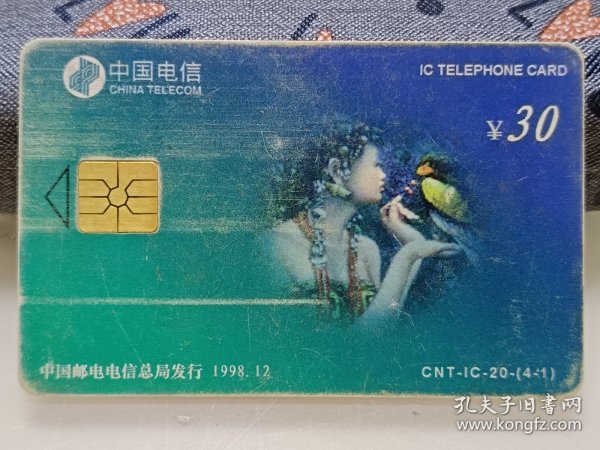 中国电信
CHINA TELECOM
IC TELEPHONE CARD
¥30
中国邮电电信总局发行 1998.12
CNT-IC-20-(4-1)
孔夫子旧书网
www.kongfz.com